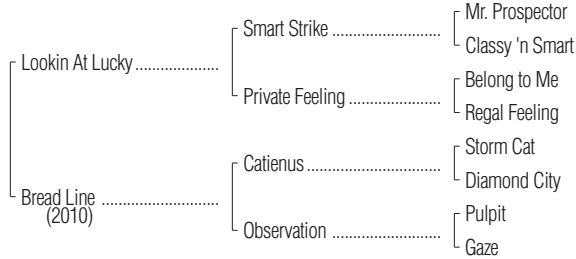 Mr. Prospector
Smart Strike ......................
Classy 'n Smart
Lookin At Lucky.................
Belong to Me
Private Feeling ...................
Regal Feeling
Storm Cat
Catienus ............................
Diamond City
Bread Line ........................
(2010)
Pulpit
Observation ......................
Gaze